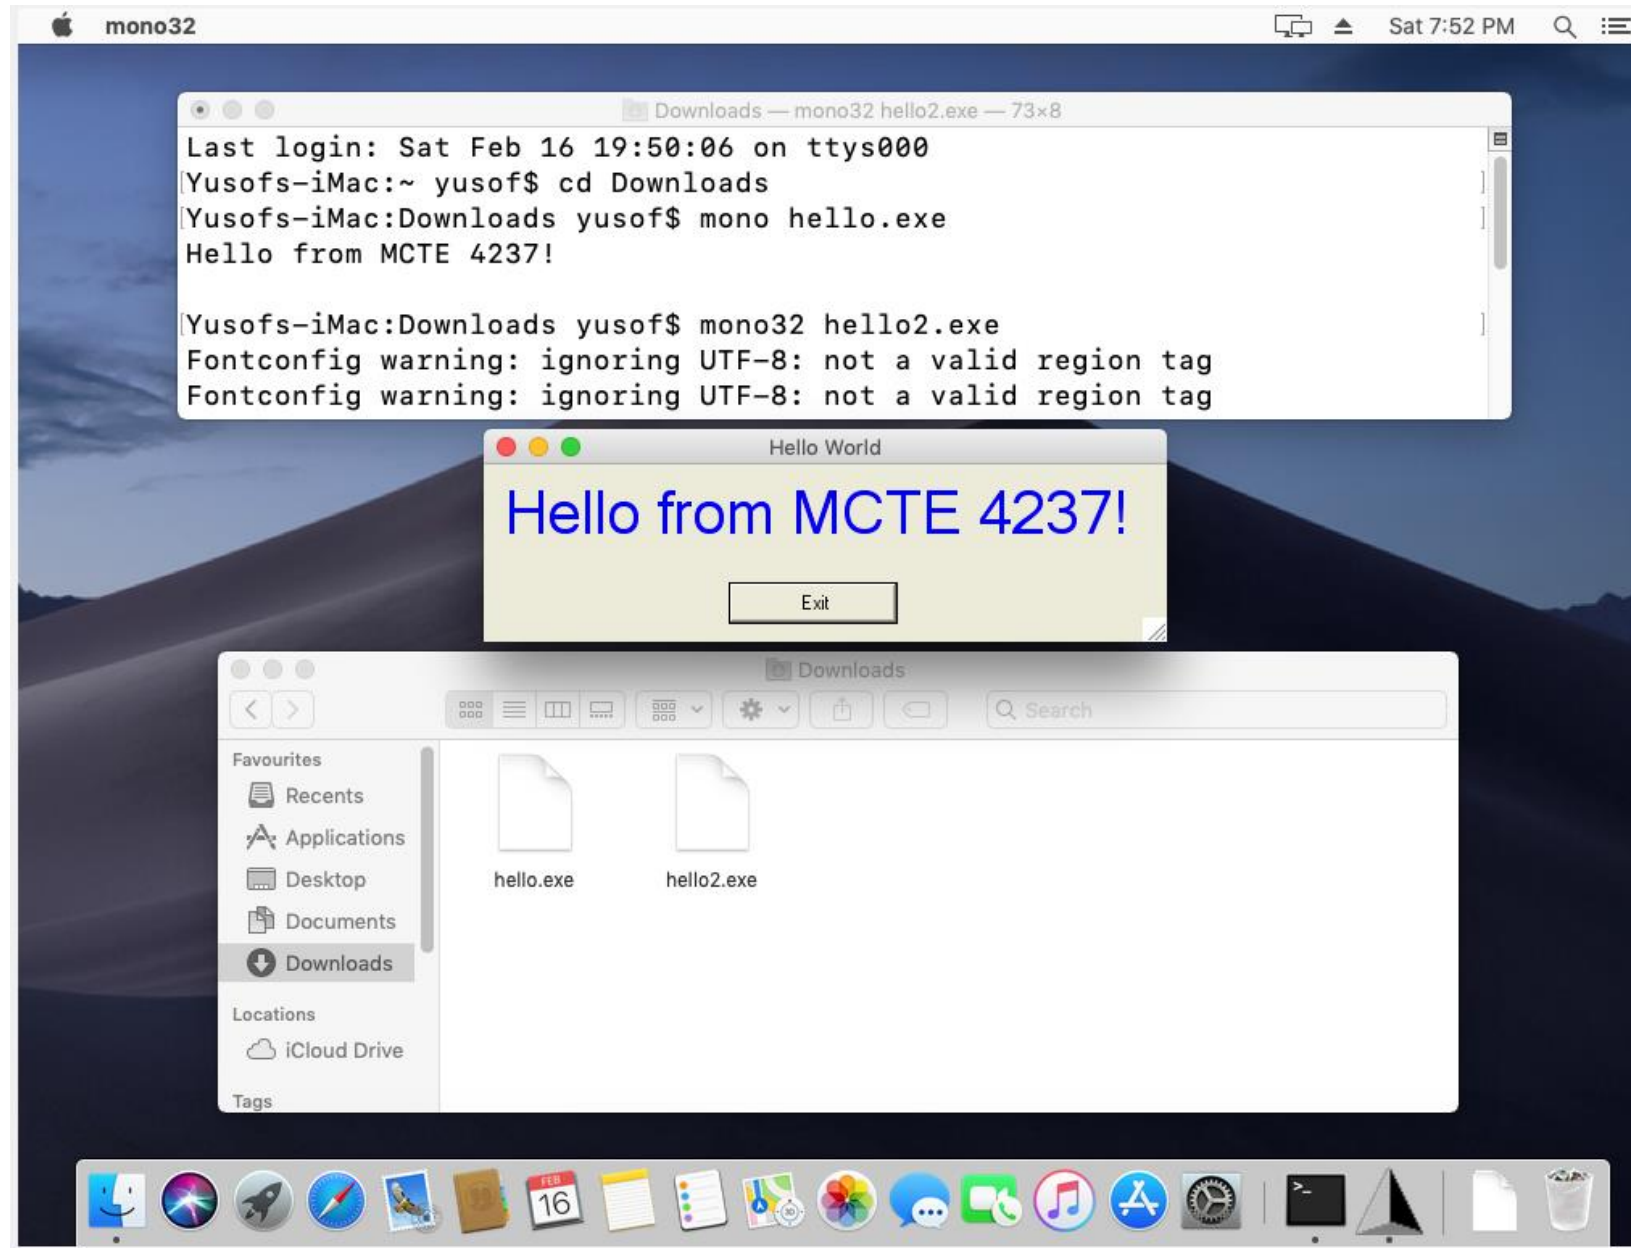 mono32
Sat 7:52 PM
Downloads — mono32 hello2.exe — 73×8
Last login: Sat Feb 16 19:50:06 on ttys000
[Yusofs-iMac:~ yusof$ cd Downloads ]
[Yusofs-iMac:Downloads yusof$ mono hello.exe ]
Hello from MCTE 4237!
[Yusofs-iMac:Downloads yusof$ mono32 hello2.exe ]
Fontconfig warning: ignoring UTF-8: not a valid region tag
Fontconfig warning: ignoring UTF-8: not a valid region tag
Hello World
Hello from MCTE 4237!
Exit
Downloads
Search
Favourites
Recents
Applications
Desktop
Documents
Downloads
Locations
iCloud Drive
Tags
hello.exe
hello2.exe
FEB
16
>_